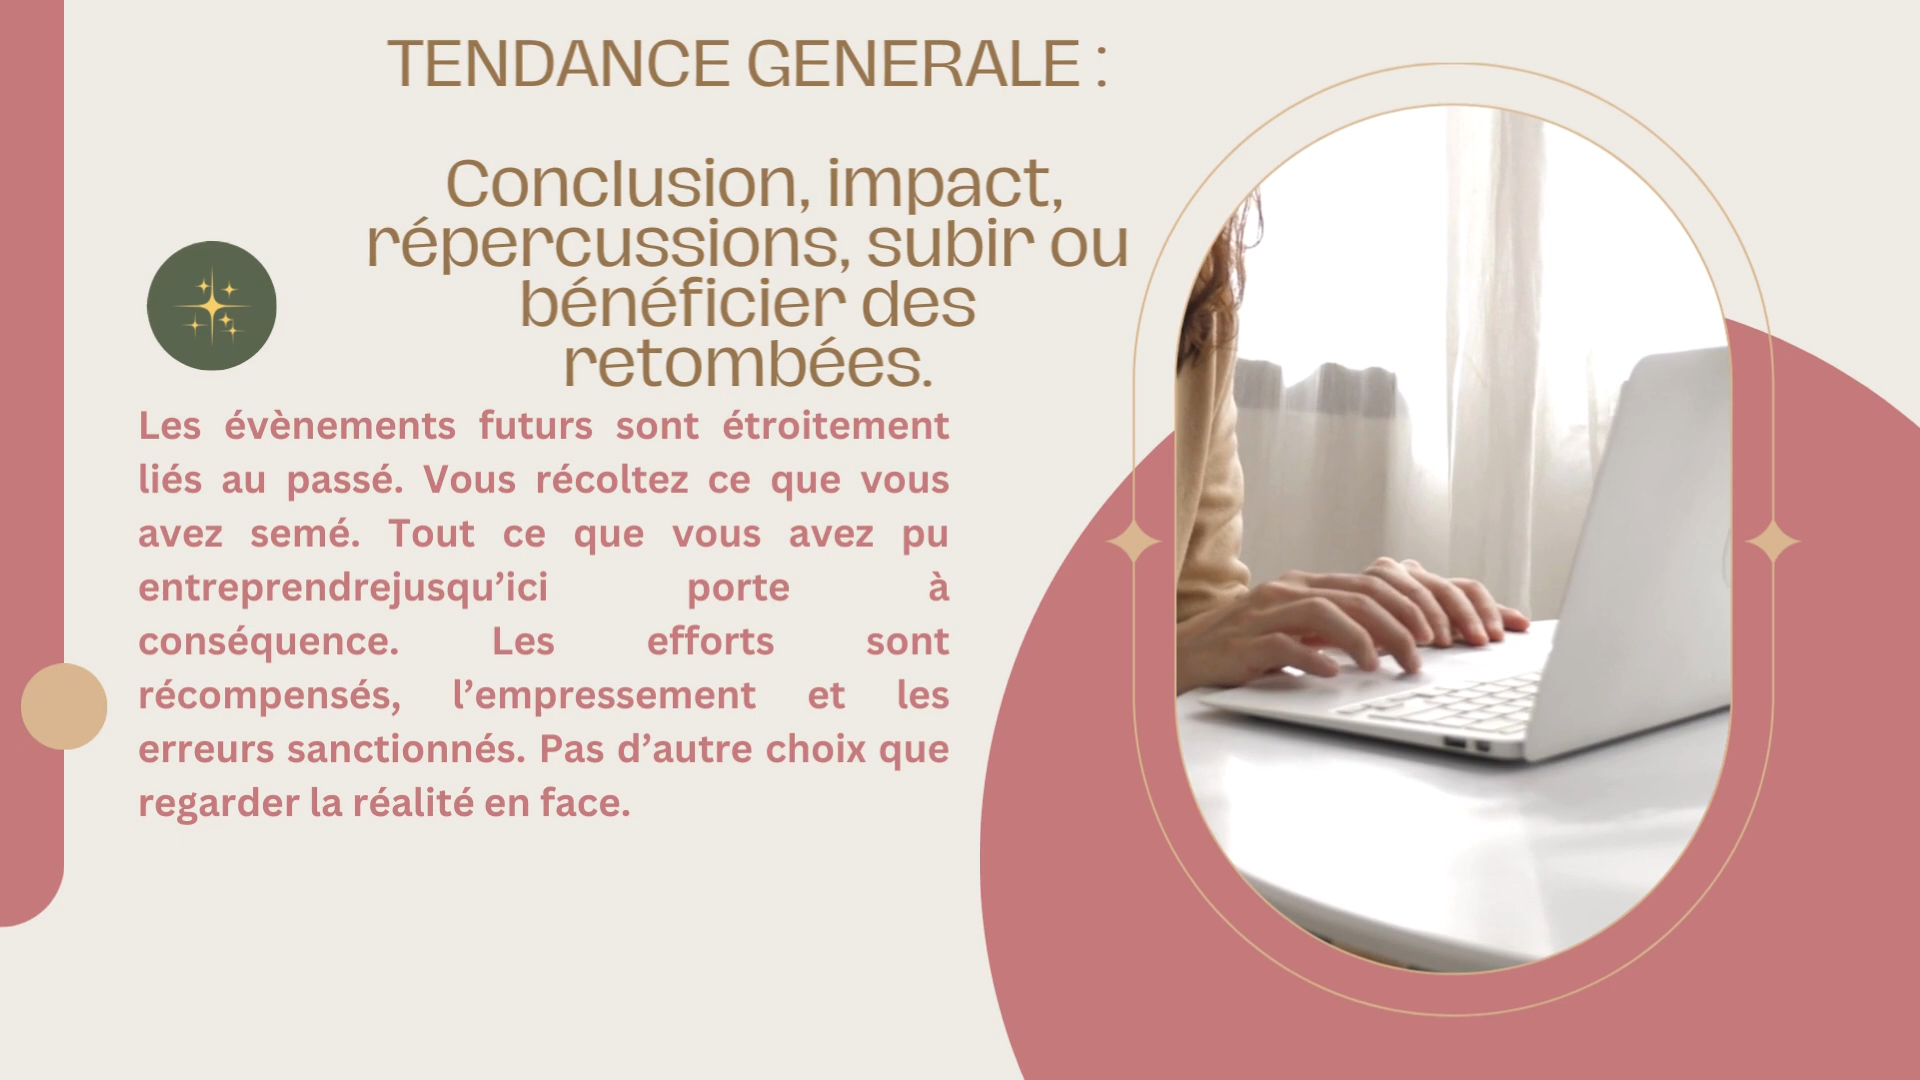 TENDANCE GENERALE :
Conclusion, impact,
répercussions, subir ou
bénéficier des
retombées.
Les évènements futurs sont étroitement
liés au passé. Vous récoltez ce que vous
avez semé. Tout ce que vous avez pu
entreprendrejusqu’ici porte à
conséquence. Les efforts sont
récompensés, l’empressement et les
erreurs sanctionnés. Pas d’autre choix que
regarder la réalité en face.